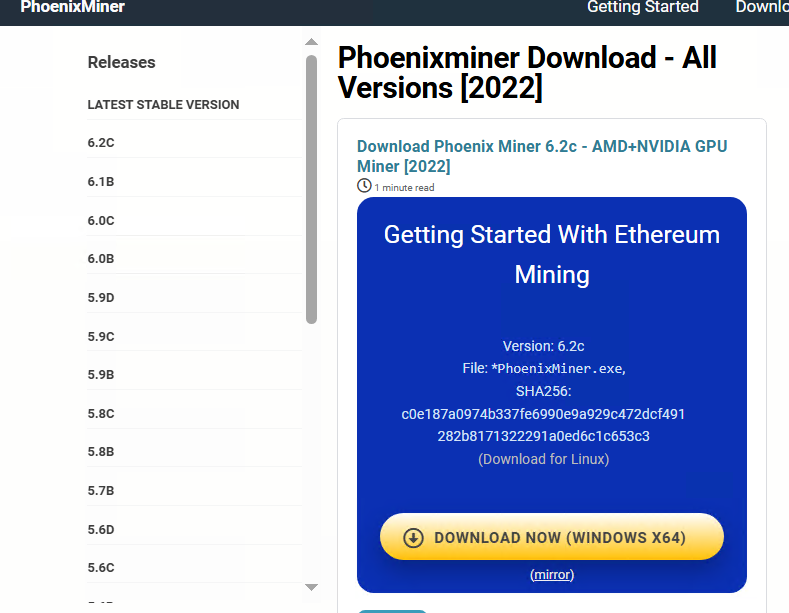 PhoenixMiner
Getting Started
Downlo
Releases
LATEST STABLE VERSION
6.2C
6.1B
6.0C
6.0B
5.9D
5.9C
5.9B
5.8C
5.8B
5.7B
5.6D
5.6C
Phoenixminer Download - All
Versions [2022]
Download Phoenix Miner 6.2c - AMD+NVIDIA GPU
Miner [2022]
1 minute read
Getting Started With Ethereum
Mining
Version: 6.2c
File: *PhoenixMiner.exe,
SHA256:
c0e187a0974b337fe6990e9a929c472dcf491
282b8171322291a0ed6c1c653c3
(Download for Linux)
DOWNLOAD NOW (WINDOWS X64)
(mirror)